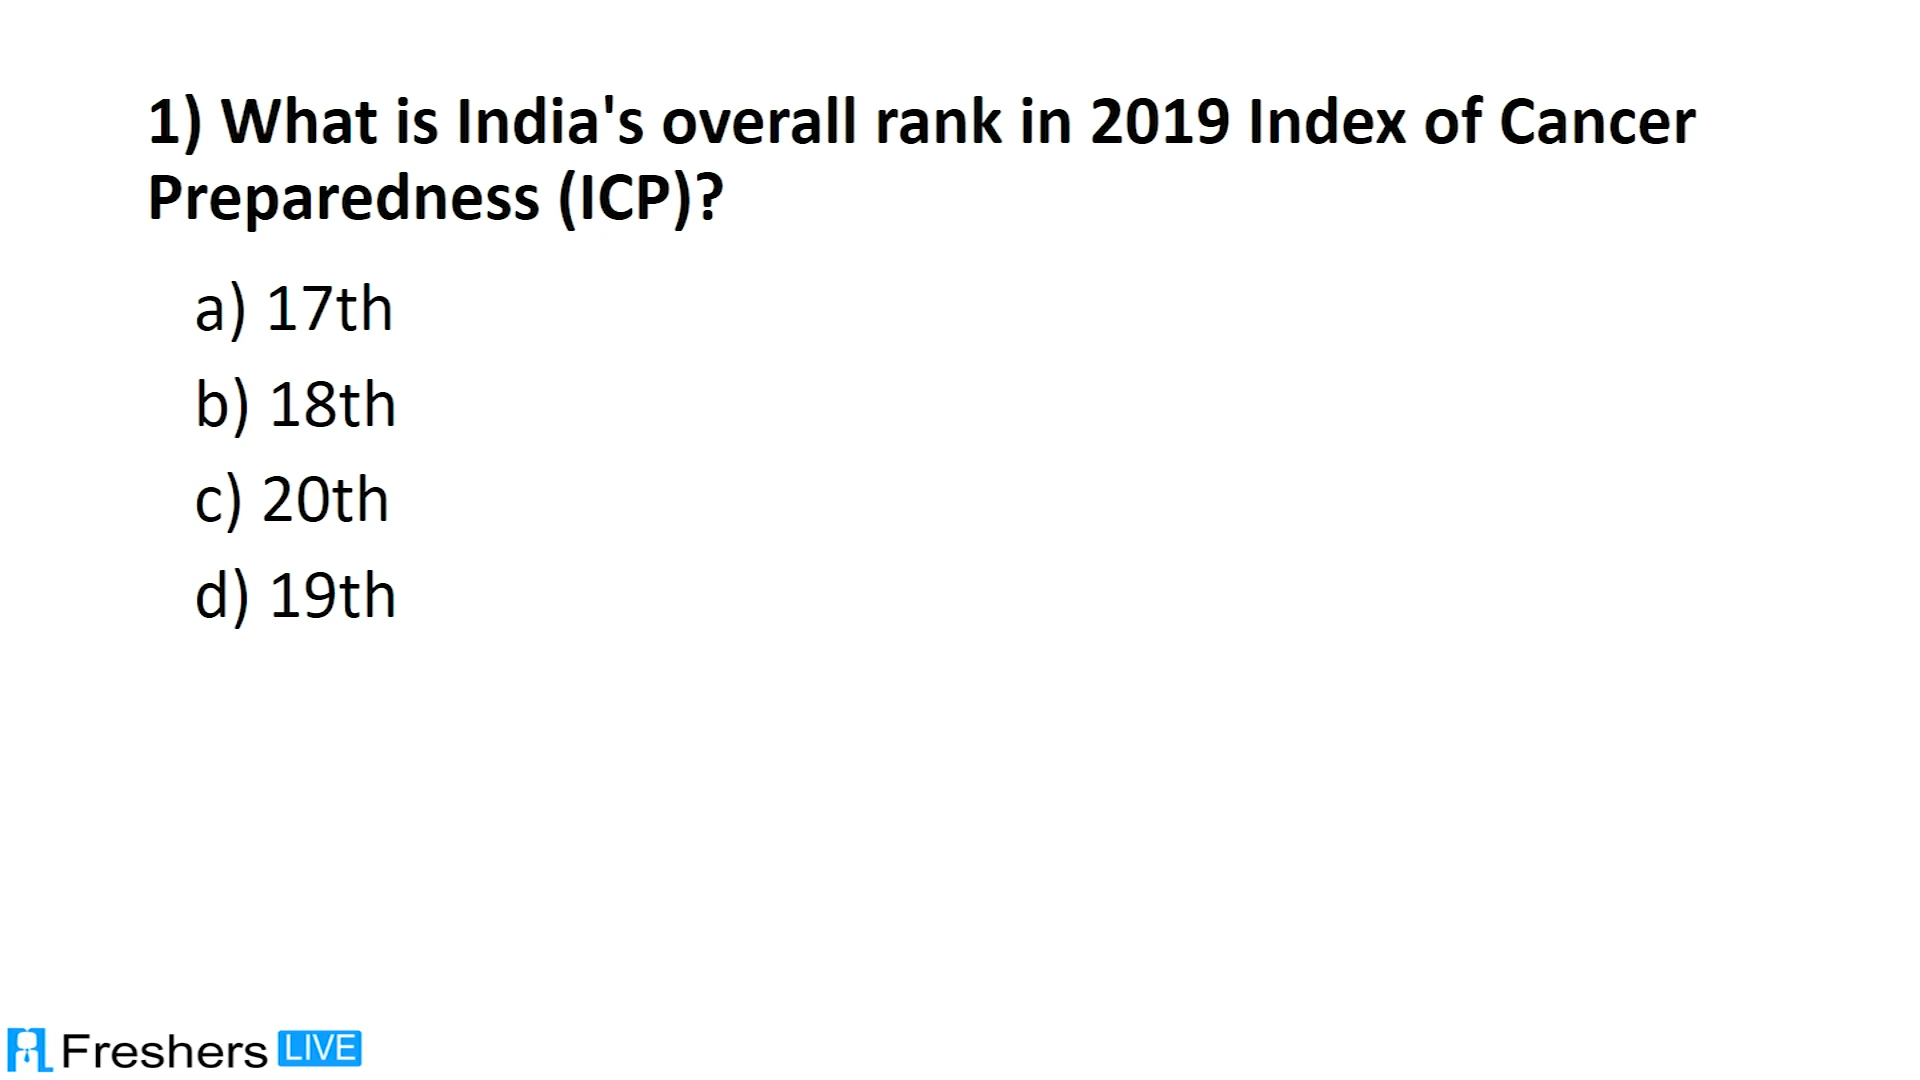 1) What is India's overall rank in 2019 Index of Cancer
Preparedness (ICP)?
a) 17th
b) 18th
c) 20th
d) 19th
Freshers LIVE